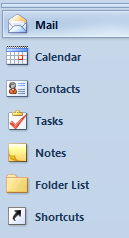 Mail
Calendar
Contacts
Tasks
Notes
Folder List
Shortcuts